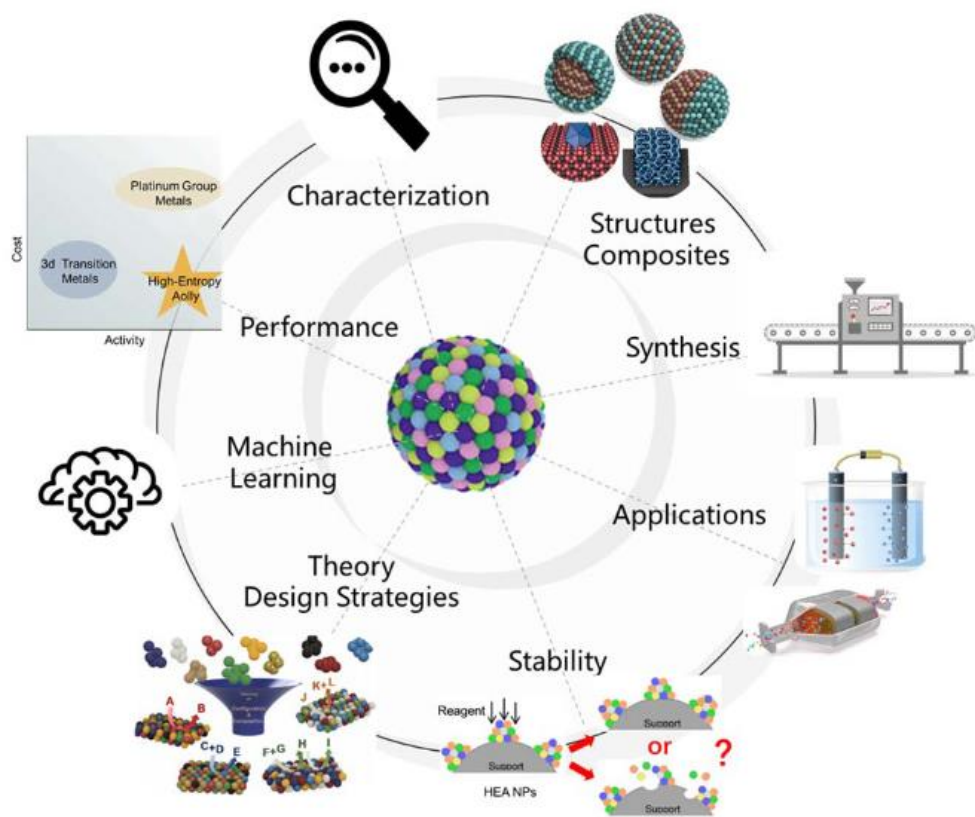 Characterization
Structures
Composites
Platinum Group
Metals
Cost
3d Transition
Metals
High-Entropy
Aolly
Activity
Performance
Synthesis
Machine
Learning
Applications
Theory
Design Strategies
Stability
Reagent
Support
HEA NPs
Support
or
?
Support
A
B
C+D
E
F+G
H
I
J
K+L